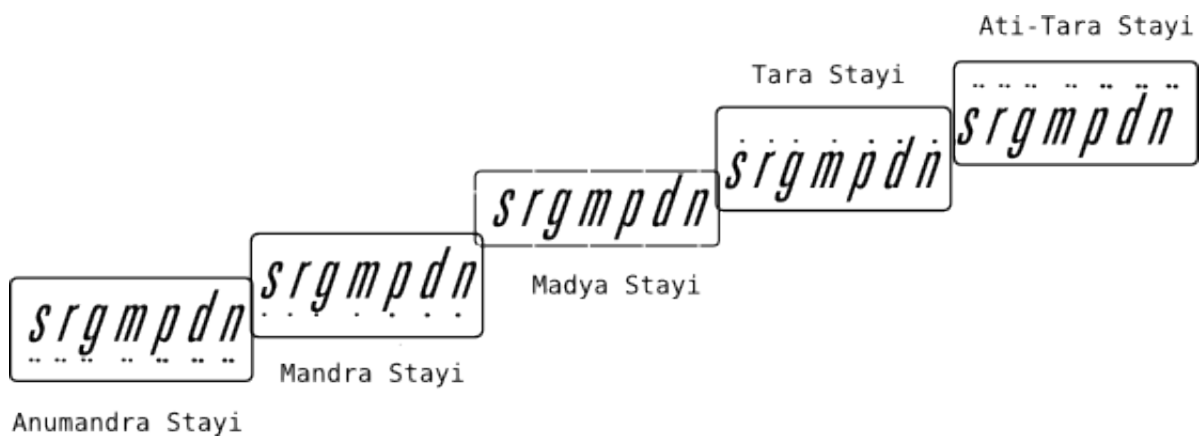 Ati-Tara Stayi
s̈ r̈ g̈ m̈ p̈ d̈ n̈
Tara Stayi
ṡ ṙ ġ ṁ ṗ ḋ ṅ
s r g m p d n
Madya Stayi
ṣ ṛ g̣ ṃ p̣ ḍ ṇ
Mandra Stayi
s̤ r̤ g̤ m̤ p̤ d̤ n̤
Anumandra Stayi